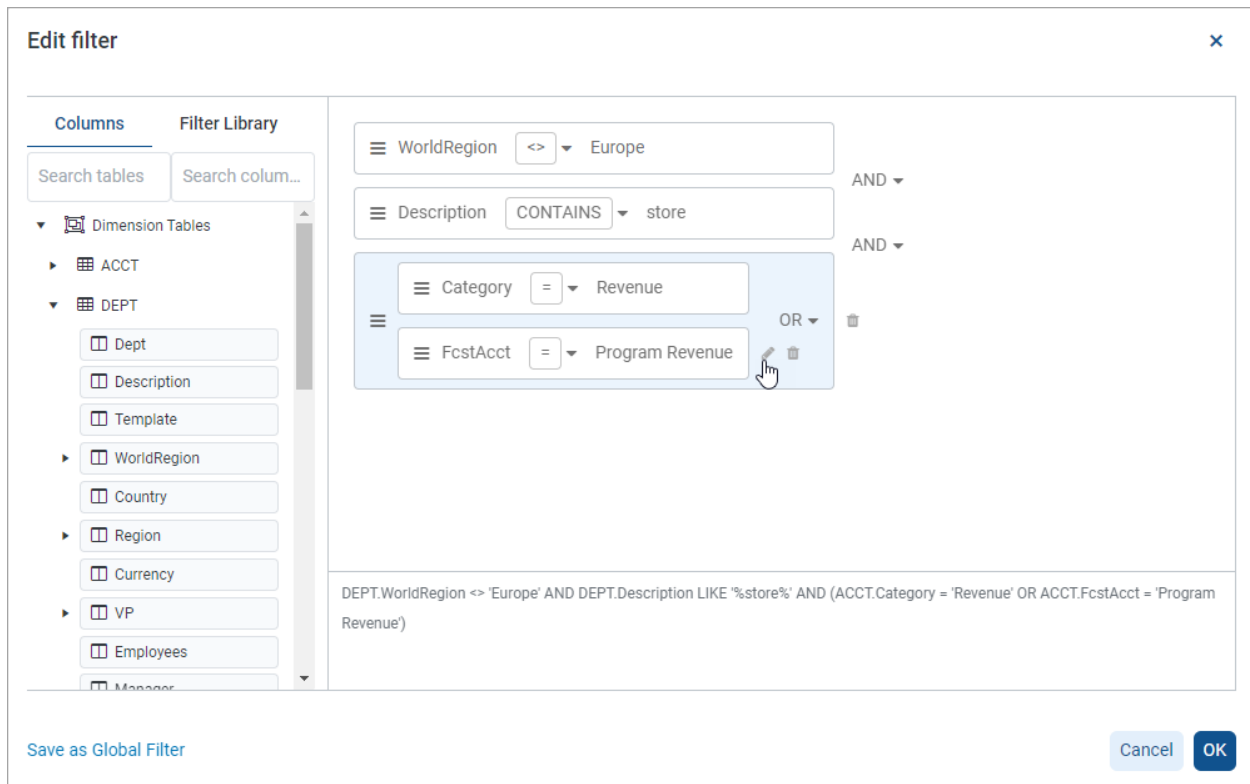 Edit filter
Columns
Filter Library
Search tables
Search colum...
Dimension Tables
ACCT
DEPT
Dept
Description
Template
WorldRegion
Country
Region
Currency
VP
Employees
Manager
WorldRegion <> Europe
AND
Description CONTAINS store
AND
Category = Revenue
OR
FcstAcct = Program Revenue
DEPT.WorldRegion <> 'Europe' AND DEPT.Description LIKE '%store%' AND (ACCT.Category = 'Revenue' OR ACCT.FcstAcct = 'Program
Revenue')
Save as Global Filter
Cancel
OK